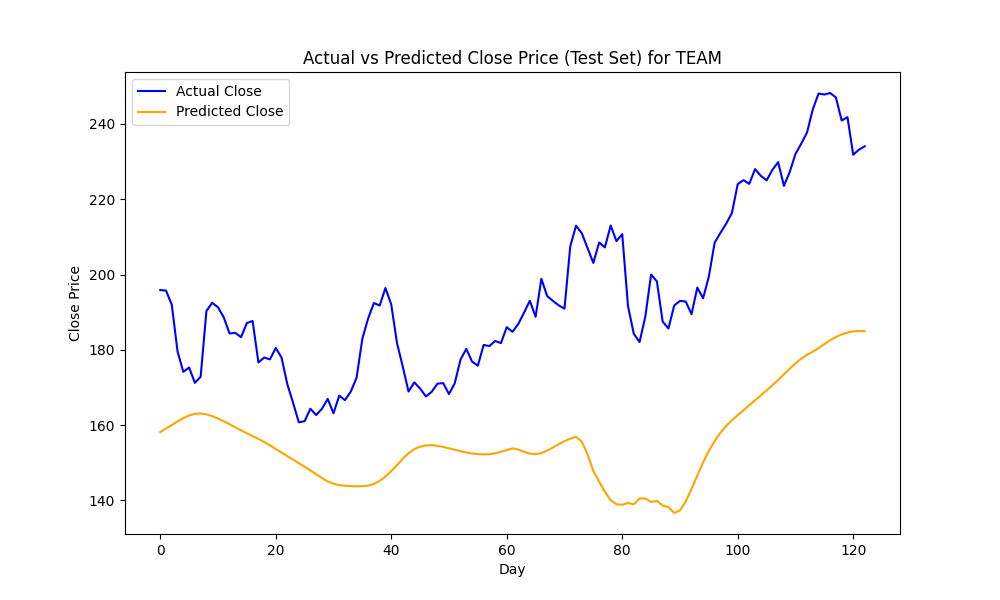 Actual vs Predicted Close Price (Test Set) for TEAM
Actual Close
Predicted Close
Close Price
240
220
200
180
160
140
0 20 40 60 80 100 120
Day